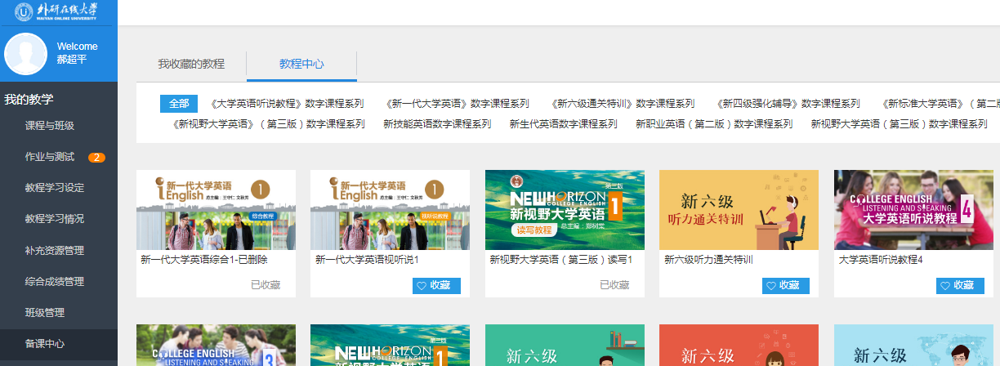 外研在线大学
WAIYAN ONLINE UNIVERSITY
Welcome
郝超平
我的教学
课程与班级
作业与测试 2
教程学习设定
教程学习情况
补充资源管理
综合成绩管理
班级管理
备课中心
我收藏的教程 教程中心
全部 《大学英语听说教程》数字课程系列 《新一代大学英语》数字课程系列 《新六级通关特训》数字课程系列 《新四级强化辅导》数字课程系列 《新标准大学英语》（第二版
《新视野大学英语》（第三版）数字课程系列 新技能英语数字课程系列 新生代英语数字课程系列 新职业英语（第二版）数字课程系列 新视野大学英语（第三版）数字课程系列
新一代大学英语
iEnglish 1
总主编：王守仁 文秋芳
综合教程
新一代大学英语综合1-已删除
已收藏
新一代大学英语
iEnglish 1
总主编：王守仁 文秋芳
视听说教程
新一代大学英语视听说1
收藏
第三版
NEW HORIZON
COLLEGE ENGLISH
新视野大学英语 1
总主编：郑树棠
读写教程
新视野大学英语（第三版）读写1
已收藏
新六级
听力通关特训
新六级听力通关特训
收藏
COLLEGE ENGLISH
LISTENING AND SPEAKING
大学英语听说教程 4
大学英语听说教程4
收藏
COLLEGE ENGLISH
LISTENING AND SPEAKING
3
第三版
NEW HORIZON
COLLEGE ENGLISH
新视野大学英语 1
新六级
新六级
新六级